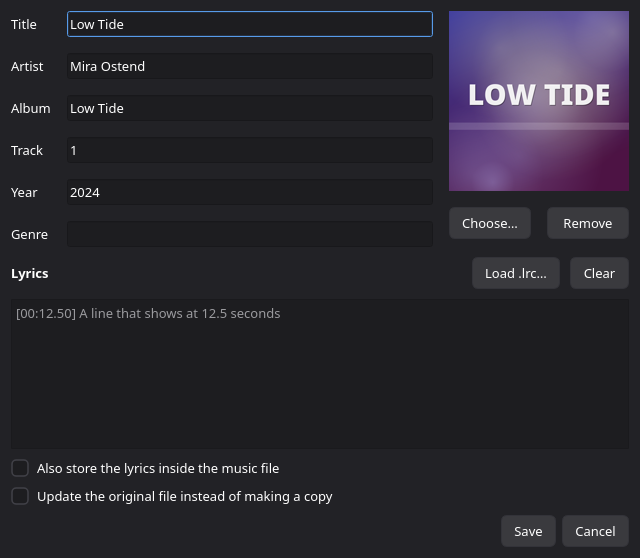 Title Low Tide
Artist Mira Ostend
Album Low Tide
Track 1
Year 2024
Genre
LOW TIDE
Choose... Remove
Lyrics Load .lrc... Clear
[00:12.50] A line that shows at 12.5 seconds
Also store the lyrics inside the music file
Update the original file instead of making a copy
Save Cancel